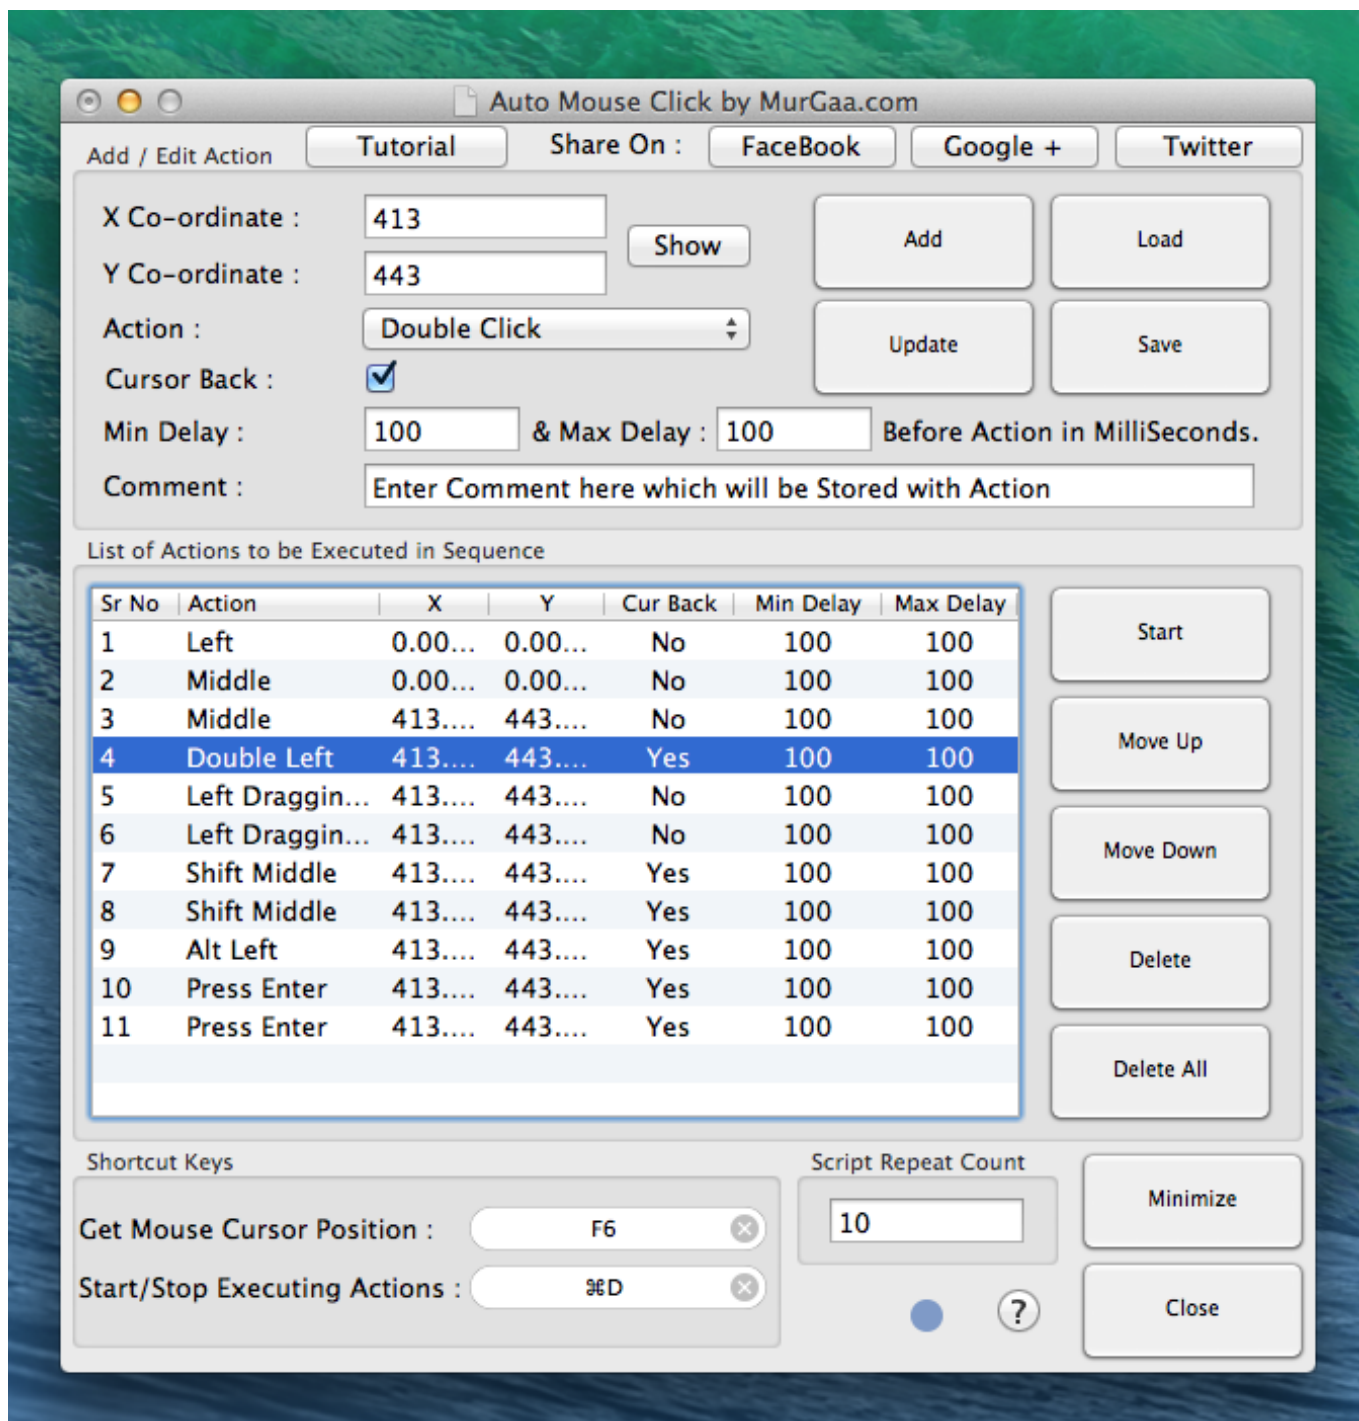 Auto Mouse Click by MurGaa.com
Add / Edit Action Tutorial Share On : FaceBook Google + Twitter
X Co-ordinate : 413
Show Add Load
Y Co-ordinate : 443
Action : Double Click Update Save
Cursor Back :
Min Delay : 100 & Max Delay : 100 Before Action in MilliSeconds.
Comment : Enter Comment here which will be Stored with Action
List of Actions to be Executed in Sequence
Sr No Action X Y Cur Back Min Delay Max Delay
1 Left 0.00... 0.00... No 100 100
2 Middle 0.00... 0.00... No 100 100
3 Middle 413.... 443.... No 100 100
4 Double Left 413.... 443.... Yes 100 100
5 Left Draggin... 413.... 443.... No 100 100
6 Left Draggin... 413.... 443.... No 100 100
7 Shift Middle 413.... 443.... Yes 100 100
8 Shift Middle 413.... 443.... Yes 100 100
9 Alt Left 413.... 443.... Yes 100 100
10 Press Enter 413.... 443.... Yes 100 100
11 Press Enter 413.... 443.... Yes 100 100
Start
Move Up
Move Down
Delete
Delete All
Shortcut Keys
Get Mouse Cursor Position : F6
Start/Stop Executing Actions : ⌘D
Script Repeat Count
10
?
Minimize
Close